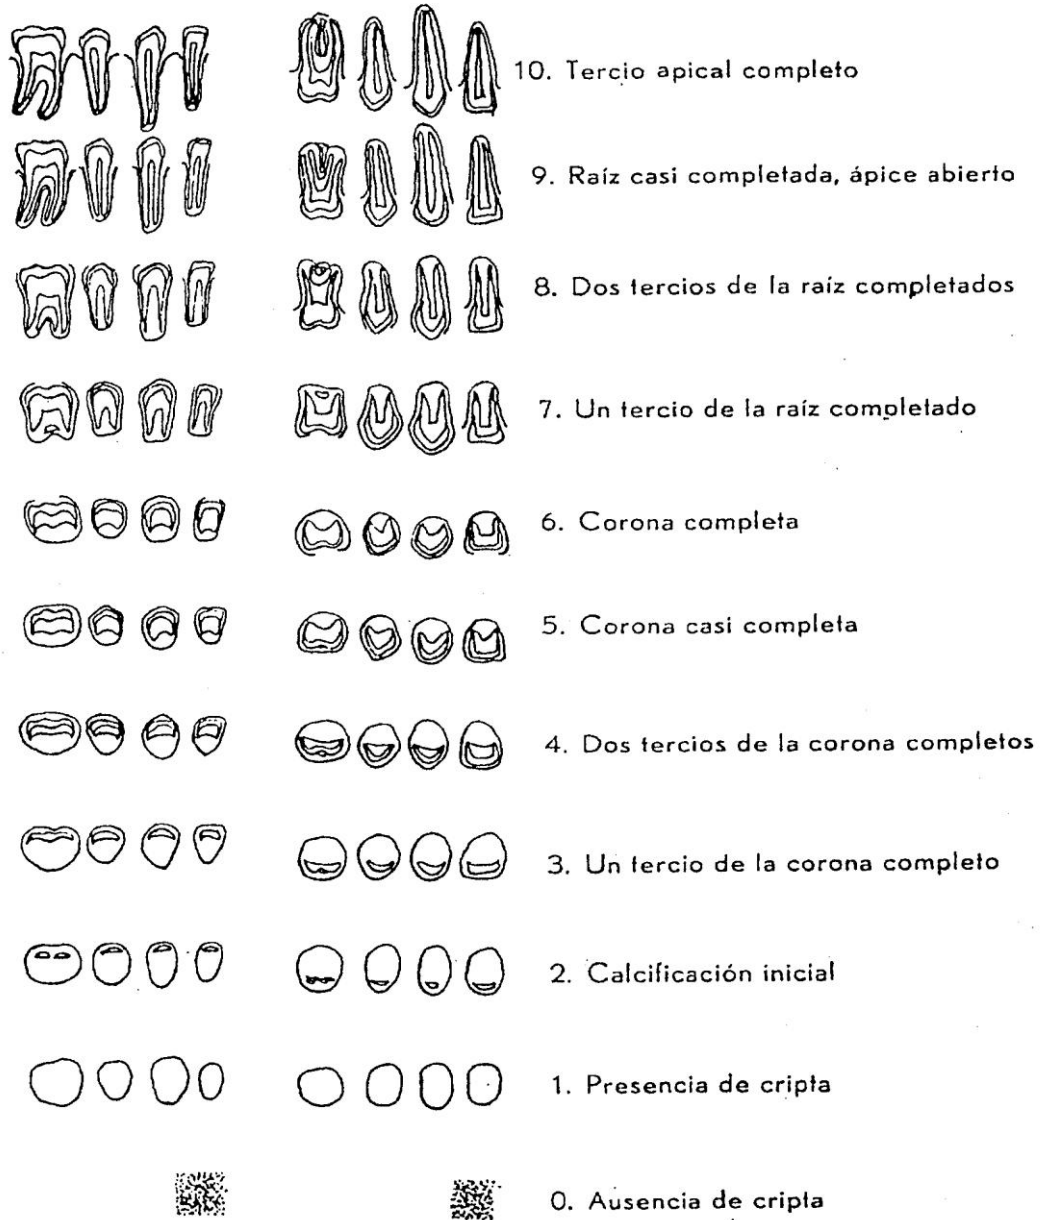 10. Tercio apical completo
9. Raíz casi completada, ápice abierto
8. Dos tercios de la raíz completados
7. Un tercio de la raíz completado
6. Corona completa
5. Corona casi completa
4. Dos tercios de la corona completos
3. Un tercio de la corona completo
2. Calcificación inicial
1. Presencia de cripta
0. Ausencia de cripta